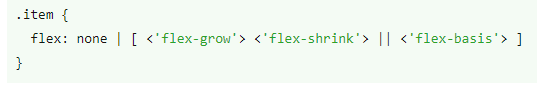 .item {
flex: none | [ <'flex-grow'> <'flex-shrink'> || <'flex-basis'> ]
}